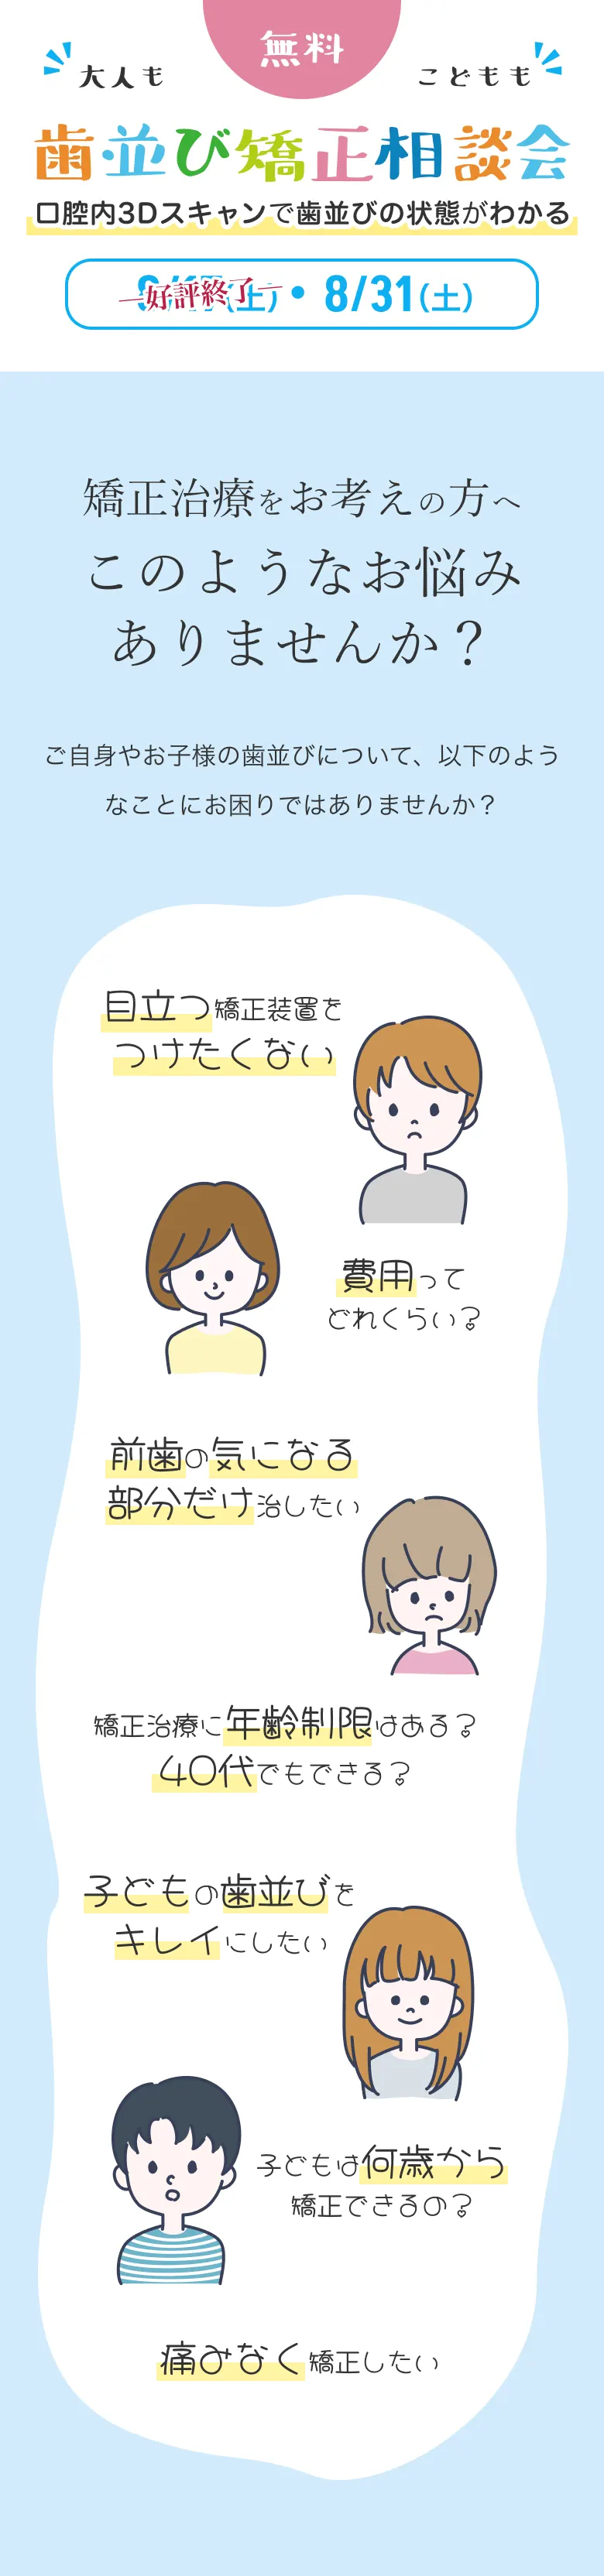 無料
大人も
こどもも
歯並び矯正相談会
口腔内3Dスキャンで歯並びの状態がわかる
好評終了 (土)・8/31(土)
矯正治療をお考えの方へ
このようなお悩み
ありませんか？
ご自身やお子様の歯並びについて、以下のよう
なことにお困りではありませんか？
目立つ矯正装置を
つけたくない
費用って
どれくらい？
前歯の気になる
部分だけ治したい
矯正治療に年齢制限はある？
40代でもできる？
子どもの歯並びを
キレイにしたい
子どもは何歳から
矯正できるの？
痛みなく矯正したい